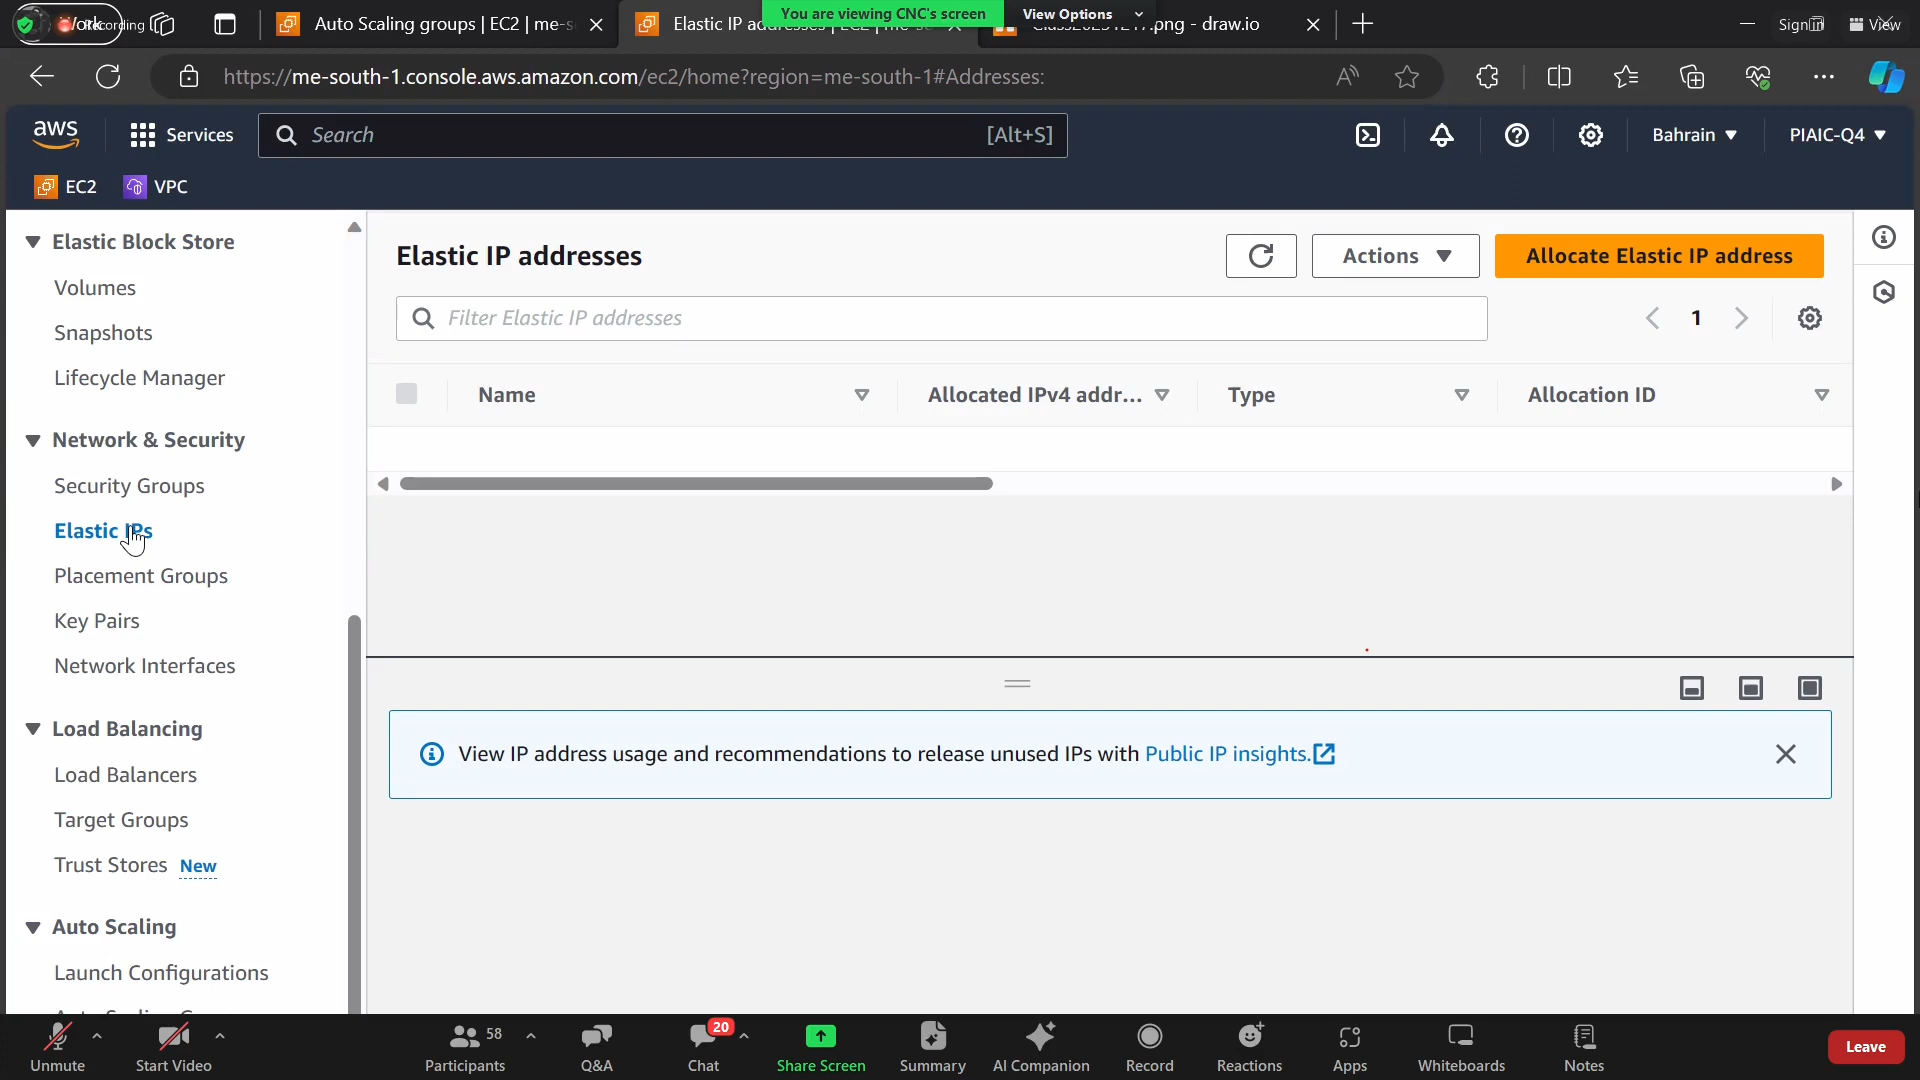 Work
Recording
Auto Scaling groups | EC2 | me-s
Elastic IP
You are viewing CNC's screen
View Options
.png - draw.io
Sign in
View
https://me-south-1.console.aws.amazon.com/ec2/home?region=me-south-1#Addresses:
aws
Services
Search
[Alt+S]
Bahrain
PIAIC-Q4
EC2
VPC
Elastic Block Store
Volumes
Snapshots
Lifecycle Manager
Network & Security
Security Groups
Elastic IPs
Placement Groups
Key Pairs
Network Interfaces
Load Balancing
Load Balancers
Target Groups
Trust Stores New
Auto Scaling
Launch Configurations
Elastic IP addresses
Actions
Allocate Elastic IP address
Filter Elastic IP addresses
1
Name
Allocated IPv4 addr...
Type
Allocation ID
View IP address usage and recommendations to release unused IPs with Public IP insights.
Unmute
Start Video
58
Participants
Q&A
20
Chat
Share Screen
Summary
AI Companion
Record
Reactions
Apps
Whiteboards
Notes
Leave